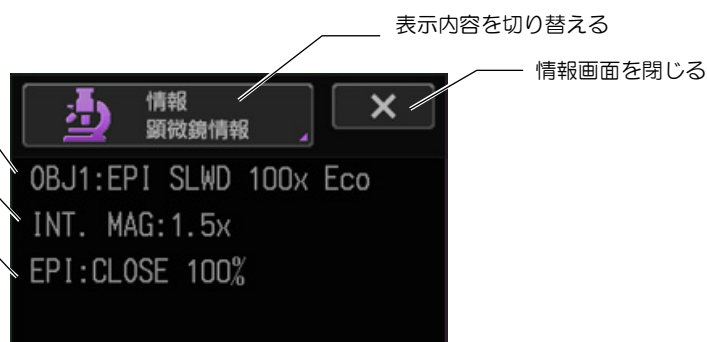 表示内容を切り替える
情報画面を閉じる
情報
顕微鏡情報
OBJ1:EPI SLWD 100x Eco
INT. MAG:1.5x
EPI:CLOSE 100%